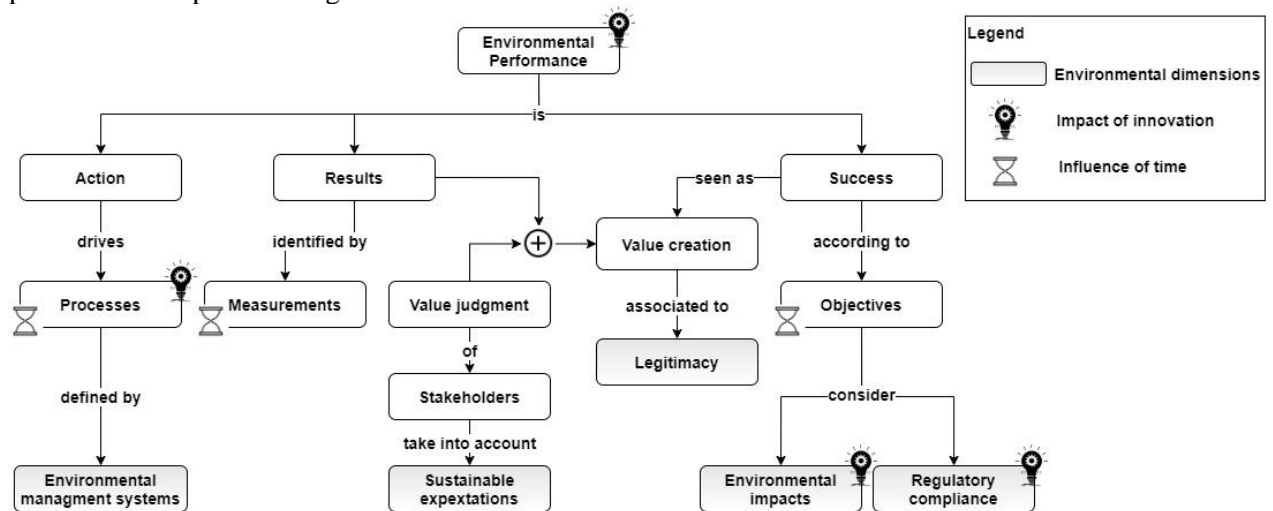 Environmental
Performance
Legend
Environmental dimensions
Impact of innovation
Influence of time
is
Action
Results
seen as
Success
drives
identified by
Value creation
according to
Processes
Measurements
Value judgment
associated to
Objectives
of
Legitimacy
defined by
Stakeholders
consider
take into account
Environmental
managment systems
Sustainable
expextations
Environmental
impacts
Regulatory
compliance